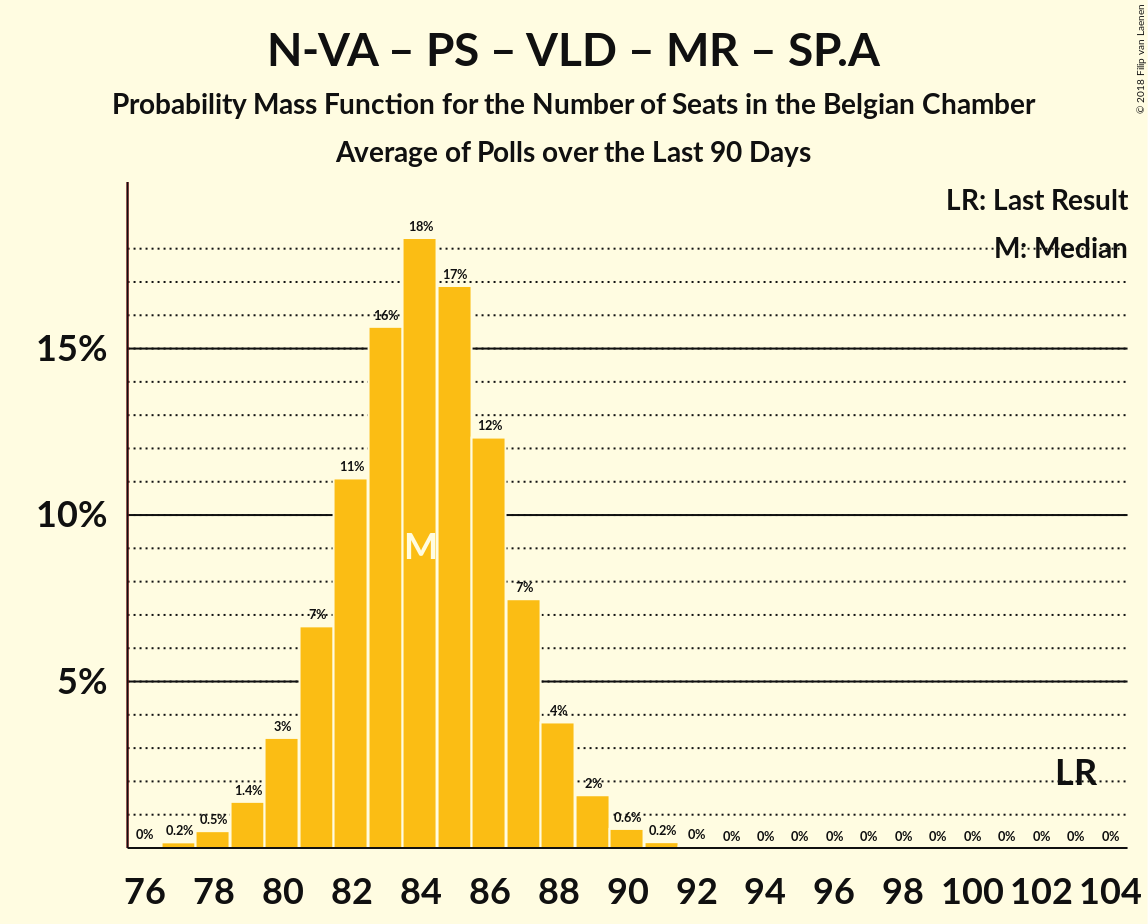 N-VA – PS – VLD – MR – SP.A
Probability Mass Function for the Number of Seats in the Belgian Chamber
Average of Polls over the Last 90 Days
© 2018 Filip van Laenen
LR: Last Result
M: Median
15%
10%
5%
0% 0.2% 0.5% 1.4% 3% 7% 11% 16% 18% 17% 12% 7% 4% 2% 0.6% 0.2% 0% 0% 0% 0% 0% 0% 0% 0% 0% 0% 0% 0% 0%
M
LR
76 78 80 82 84 86 88 90 92 94 96 98 100 102 104